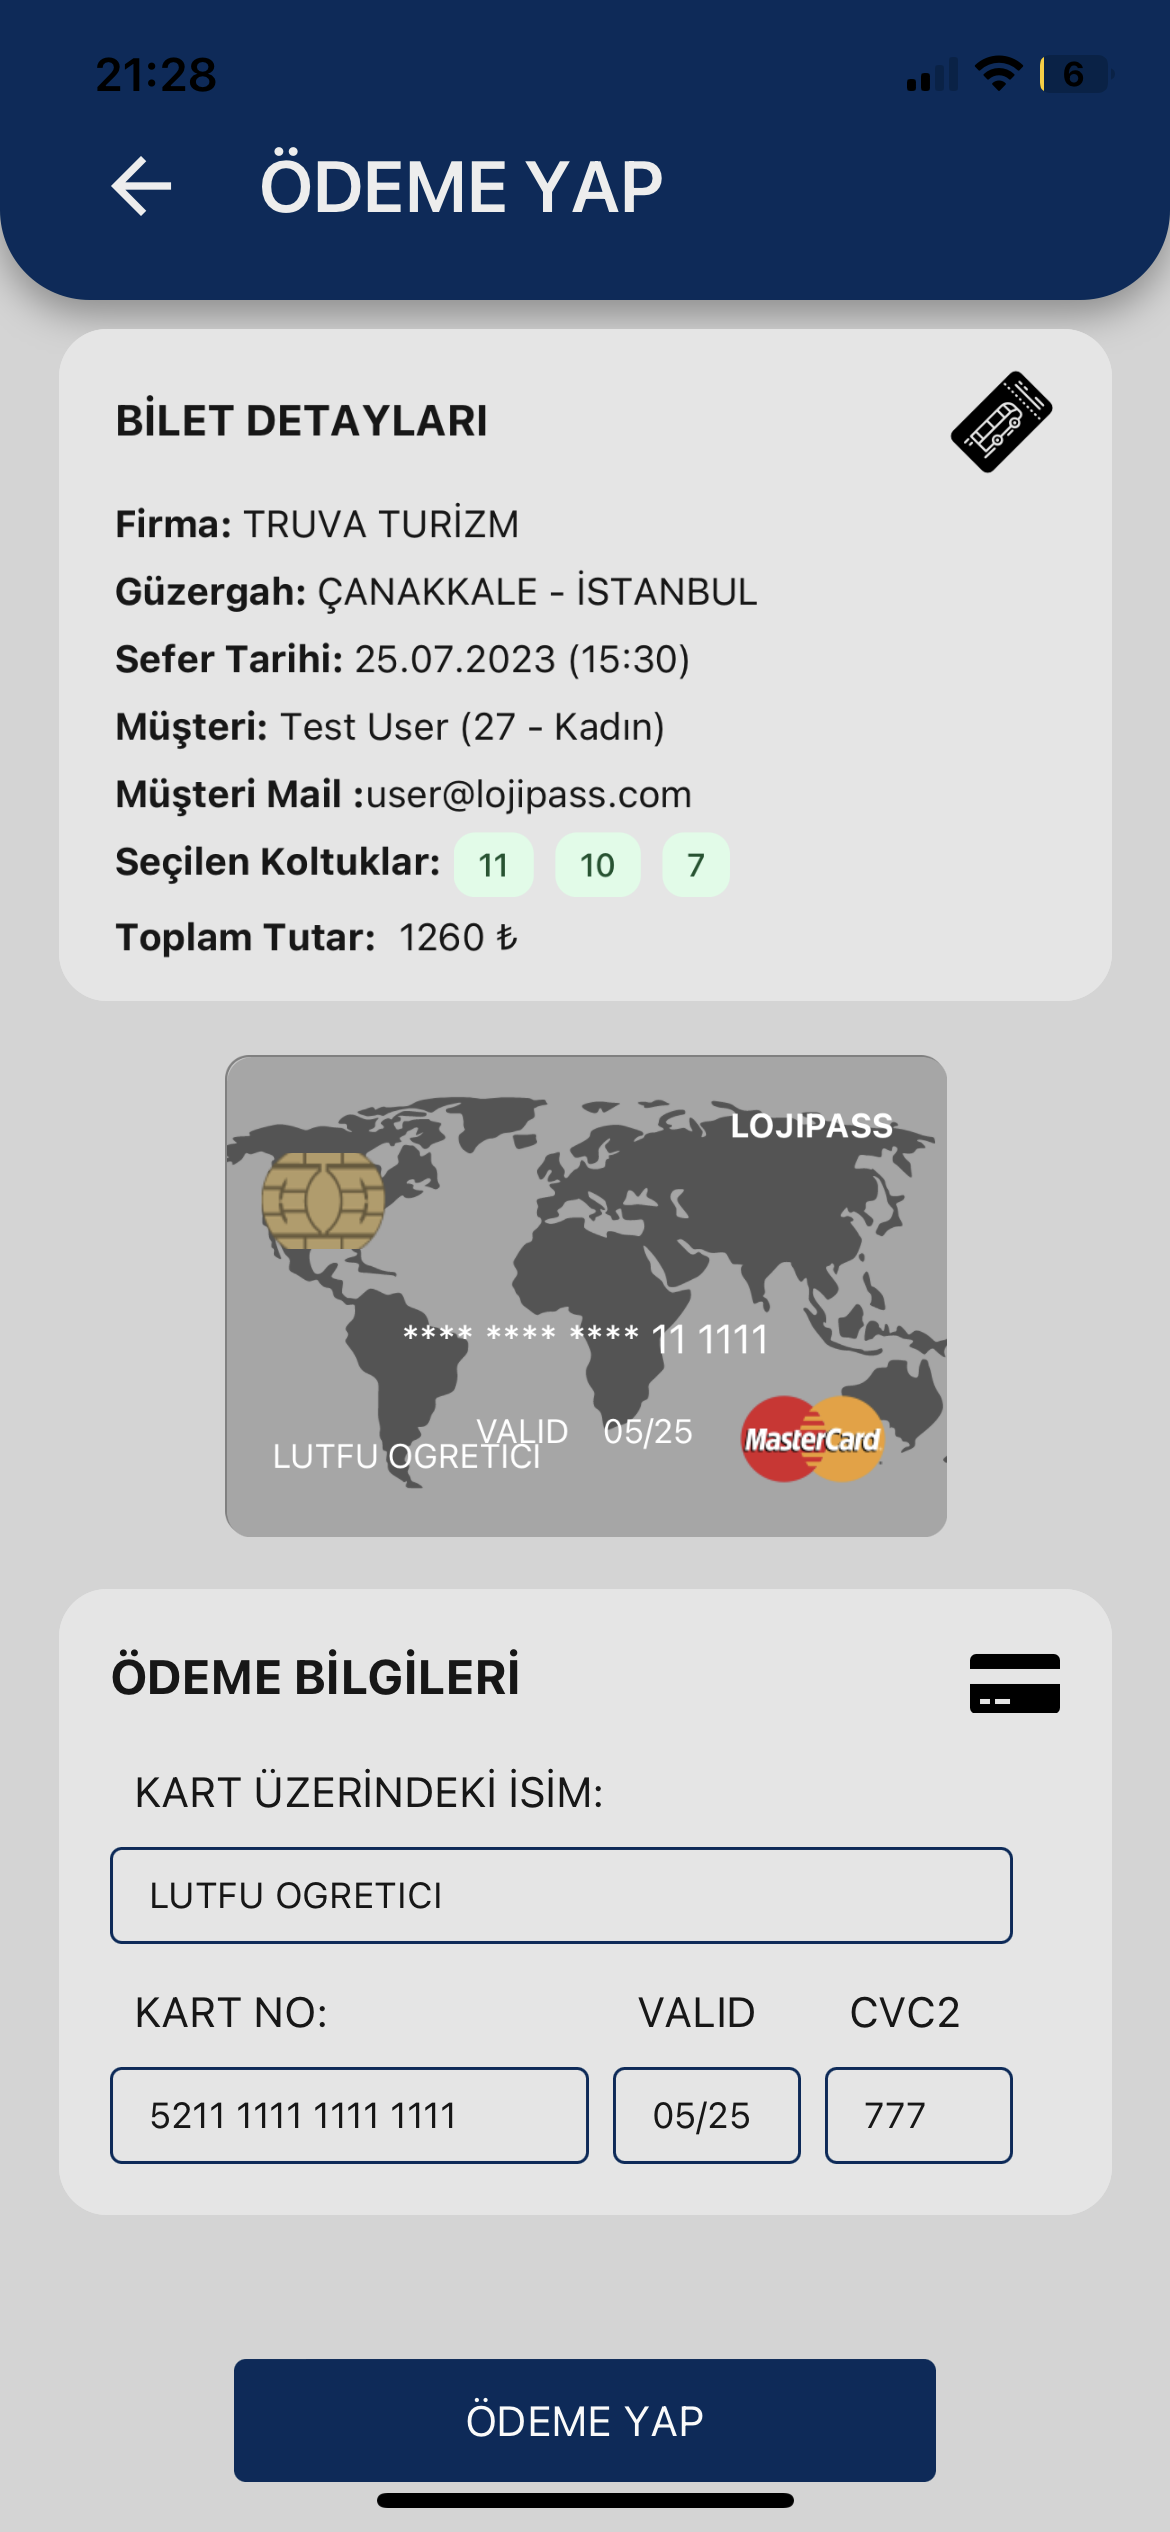 21:28
6
ÖDEME YAP
BİLET DETAYLARI
Firma: TRUVA TURİZM
Güzergah: ÇANAKKALE - İSTANBUL
Sefer Tarihi: 25.07.2023 (15:30)
Müşteri: Test User (27 - Kadın)
Müşteri Mail :user@lojipass.com
Seçilen Koltuklar: 11 10 7
Toplam Tutar: 1260 ₺
LOJIPASS
**** **** **** 11 1111
VALID 05/25
LUTFU OGRETICI
MasterCard
ÖDEME BİLGİLERİ
KART ÜZERİNDEKİ İSİM:
LUTFU OGRETICI
KART NO: VALID CVC2
5211 1111 1111 1111 05/25 777
ÖDEME YAP